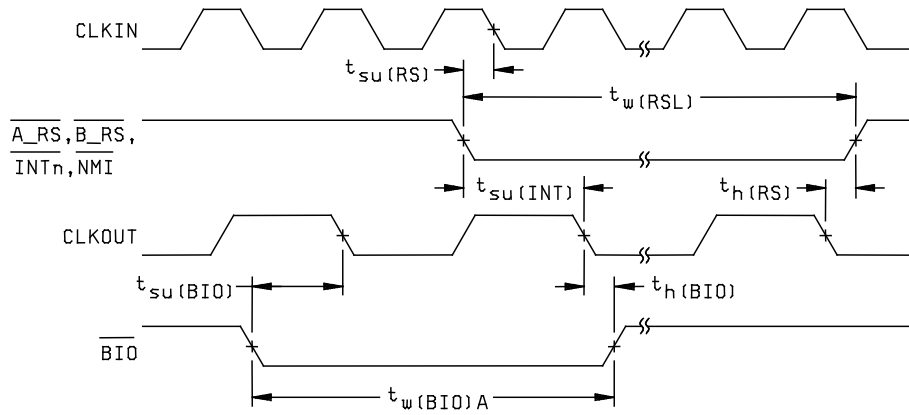 CLKIN
tsu(RS)
tw(RSL)
A_RS, B_RS,
INTn, NMI
tsu(INT)
th(RS)
CLKOUT
tsu(BIO)
th(BIO)
BIO
tw(BIO)A